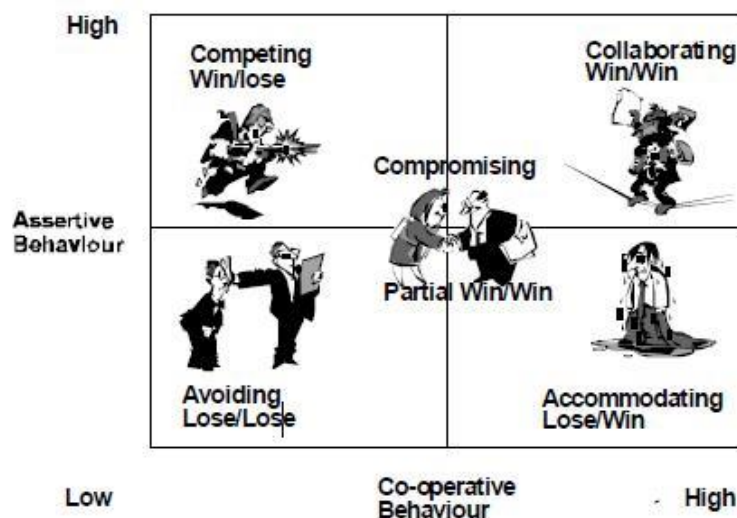 High
Competing
Win/lose
Collaborating
Win/Win
Compromising
Assertive
Behaviour
Partial Win/Win
Avoiding
Lose/Lose
Accommodating
Lose/Win
Low
Co-operative
Behaviour
High